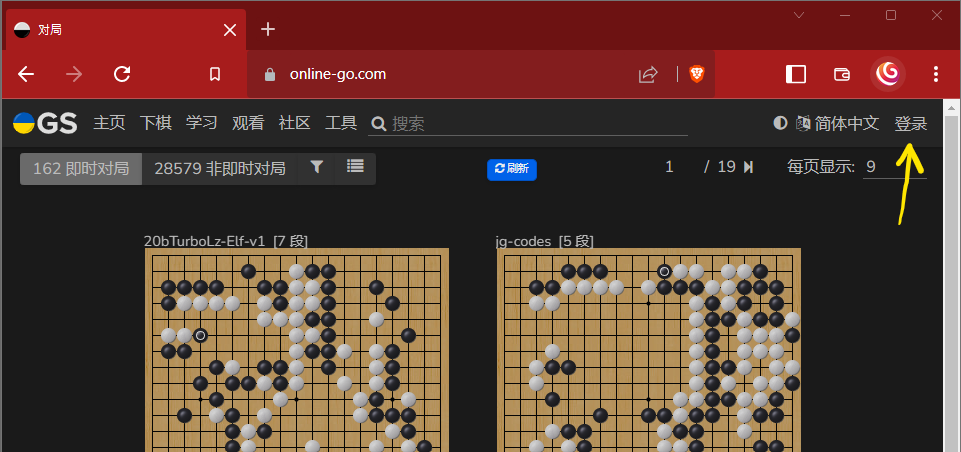 对局
online-go.com
GS 主页 下棋 学习 观看 社区 工具 搜索 简体中文 登录
162 即时对局 28579 非即时对局 刷新 1 / 19 每页显示: 9
20bTurboLz-Elf-v1 [7 段] jg-codes [5 段]